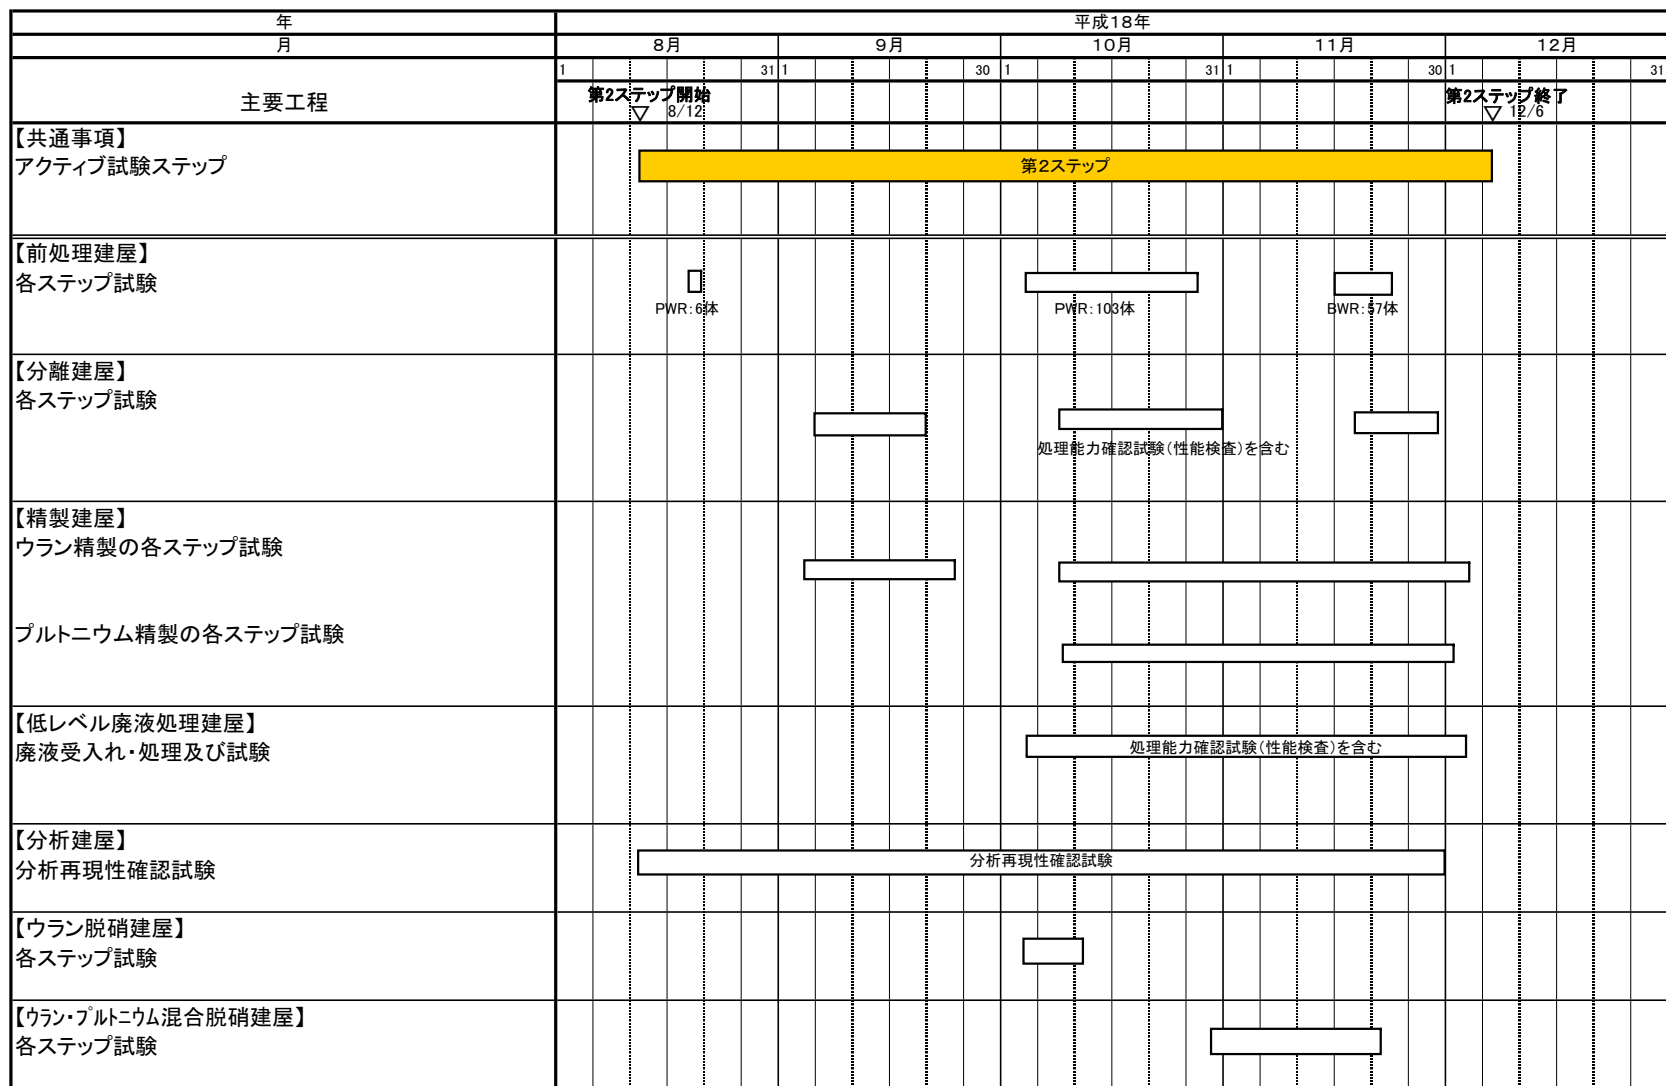 年
平成18年
月
8月
9月
10月
11月
12月
1
31
1
30
1
31
1
30
1
31
主要工程
第2ステップ開始
▽ 8/12
第2ステップ終了
▽ 12/6
【共通事項】
アクティブ試験ステップ
第2ステップ
【前処理建屋】
各ステップ試験
PWR:6体
PWR:103体
BWR:57体
【分離建屋】
各ステップ試験
処理能力確認試験(性能検査)を含む
【精製建屋】
ウラン精製の各ステップ試験
プルトニウム精製の各ステップ試験
【低レベル廃液処理建屋】
廃液受入れ・処理及び試験
処理能力確認試験(性能検査)を含む
【分析建屋】
分析再現性確認試験
分析再現性確認試験
【ウラン脱硝建屋】
各ステップ試験
【ウラン・プルトニウム混合脱硝建屋】
各ステップ試験